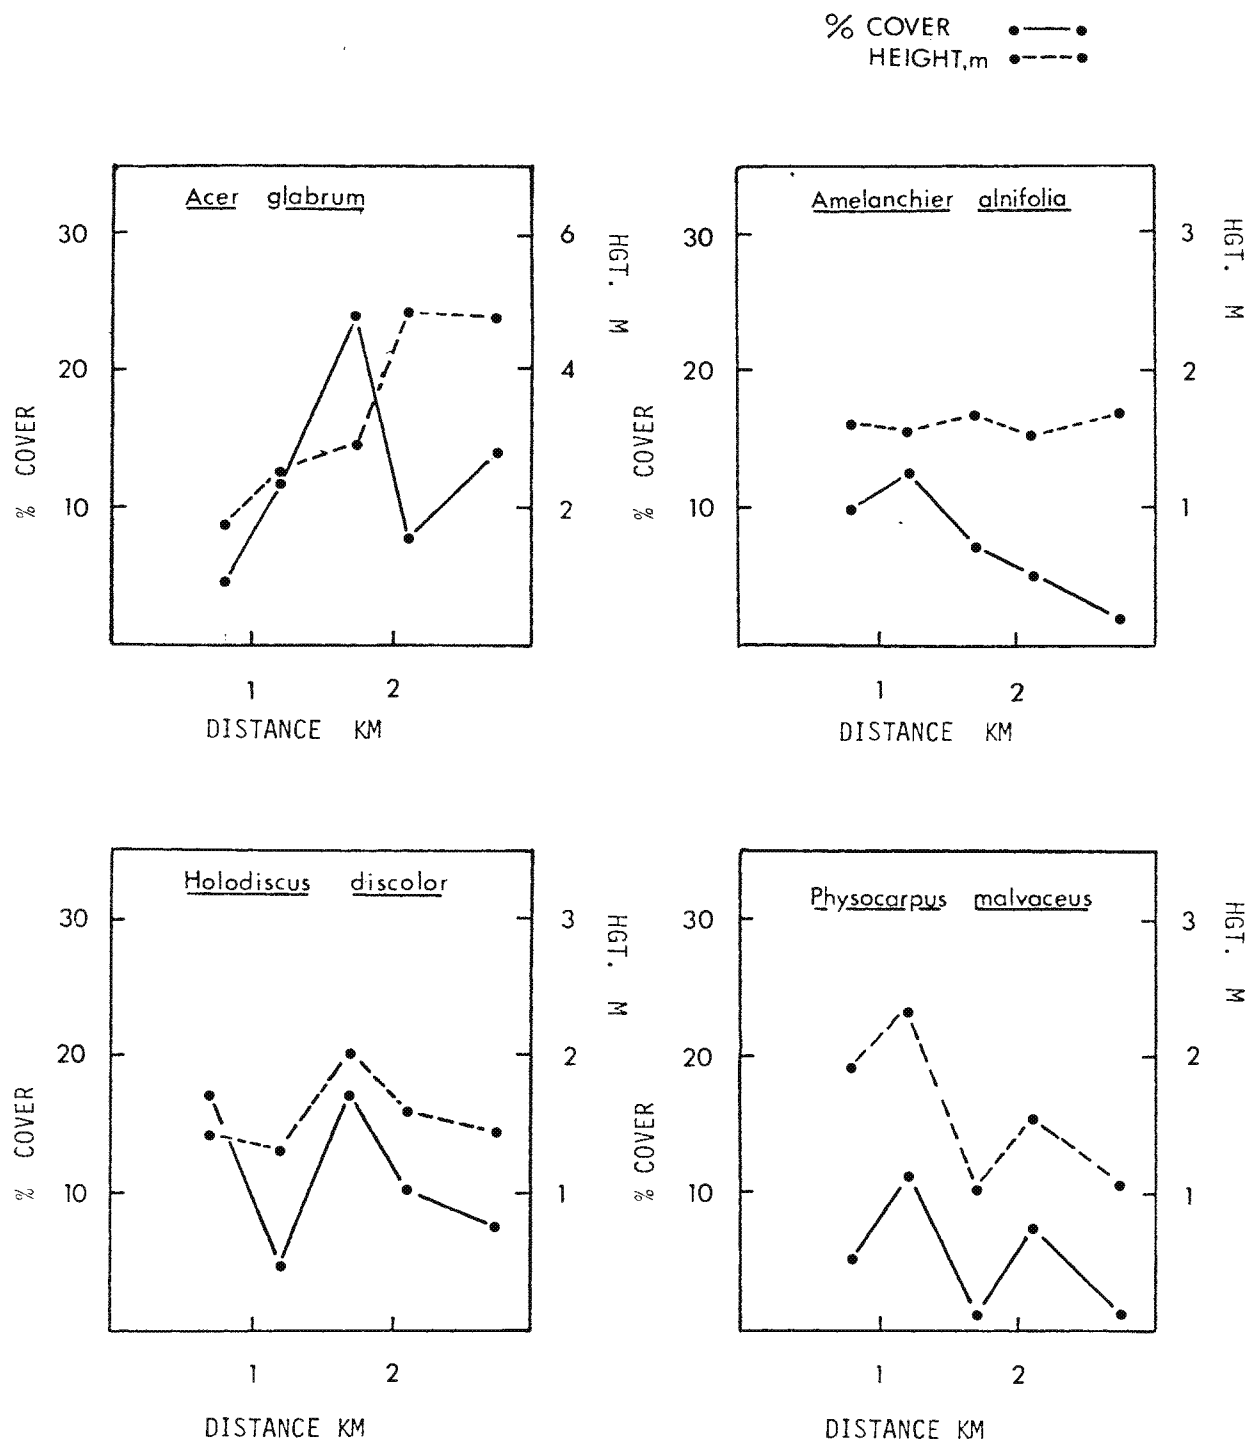 % COVER
HEIGHT,m
Acer glabrum
30
20
10
6
4
2
% COVER
HGT. M
1 2
DISTANCE KM
Amelanchier alnifolia
30
20
10
3
2
1
% COVER
HGT. M
1 2
DISTANCE KM
Holodiscus discolor
30
20
10
3
2
1
% COVER
HGT. M
1 2
DISTANCE KM
Physocarpus malvaceus
30
20
10
3
2
1
% COVER
HGT. M
1 2
DISTANCE KM